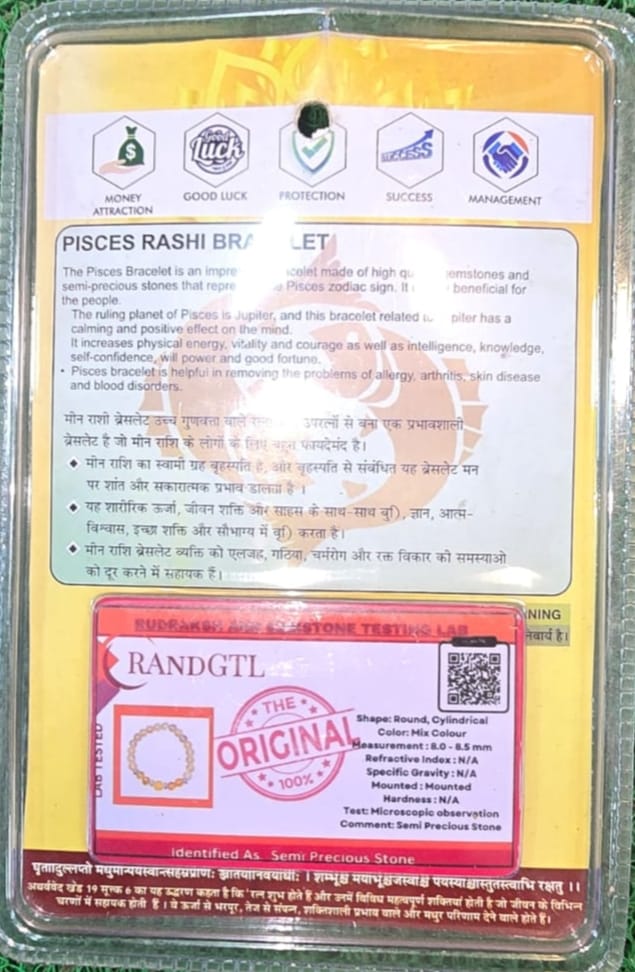 MONEY
ATTRACTION
Good
Luck
GOOD LUCK
PROTECTION
SUCCESS
SUCCESS
MANAGEMENT
PISCES RASHI BRA LET
The Pisces Bracelet is an impre celet made of high qu emstones and
semi-precious stones that repre Pisces zodiac sign. It beneficial for
the people.
The ruling planet of Pisces is Jupiter, and this bracelet related to piter has a
calming and positive effect on the mind.
It increases physical energy, vitality and courage as well as intelligence, knowledge,
self-confidence, will power and good fortune.
• Pisces bracelet is helpful in removing the problems of allergy, arthritis, skin disease
and blood disorders.
मीन राशी ब्रेसलेट उच्च गुणवत्ता वाले उपरत्नों से बना एक प्रभावशाली
ब्रेसलेट है जो मीन राशि के लोगों के लिए बहुत फायदेमंद है।
◆ मीन राशि का स्वामी ग्रह बृहस्पति है, और बृहस्पति से संबंधित यह ब्रेसलेट मन
पर शांत और सकारात्मक प्रभाव डालता है ।
◆ यह शारीरिक ऊर्जा, जीवन शक्ति और साहस के साथ-साथ बु), ज्ञान, आत्म-
विश्वास, इच्छा शक्ति और सौभाग्य में वृ) करता है।
◆ मीन राशि ब्रेसलेट व्यक्ति को एलजह, गठिया, चर्मरोग और रक्त विकार की समस्याओ
को दूर करने में सहायक हैं।
NING
नेवार्य है।
RUDRAKSH AND GEMSTONE TESTING LAB
RANDGTL
LAB TESTED
THE
ORIGINAL
100%
Shape: Round, Cylindrical
Color: Mix Colour
Measurement : 8.0 - 8.5 mm
Refractive Index : N/A
Specific Gravity : N/A
Mounted : Mounted
Hardness : N/A
Test: Microscopic observation
Comment: Semi Precious Stone
Identified As Semi Precious Stone
अथर्ववेद खंड 19 सूक्त 6 का यह उद्धरण कहता है कि 'रत्न शुभ होते हैं और उनमें विविध महत्वपूर्ण शक्तियां होती है जो जीवन के विभिन्न
चरणों में सहायक होती हैं । वे ऊर्जा से भरपूर, तेज से संपन्न, शक्तिशाली प्रभाव वाले और मधुर परिणाम देने वाले होते हैं।